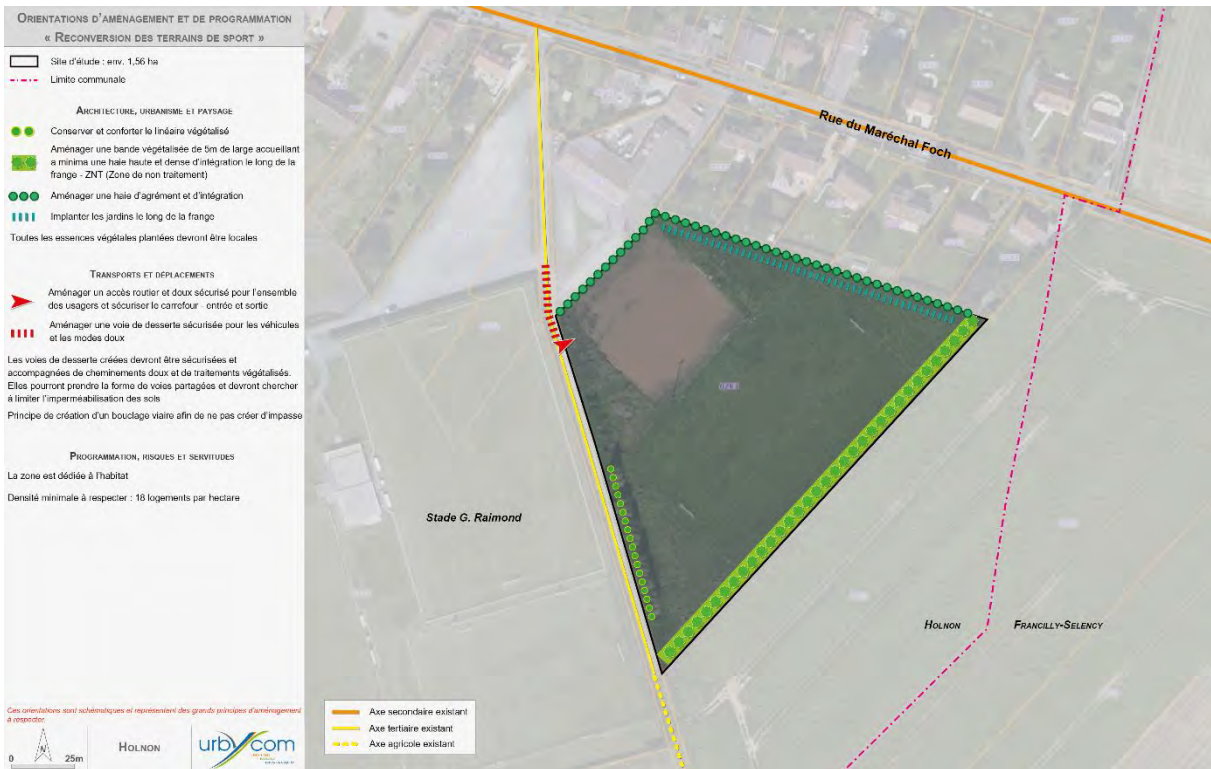 ORIENTATIONS D'AMÉNAGEMENT ET DE PROGRAMMATION
« RECONVERSION DES TERRAINS DE SPORT »
Site d'étude : env. 1,56 ha
Limite communale
ARCHITECTURE, URBANISME ET PAYSAGE
Conserver et conforter le linéaire végétalisé
Aménager une bande végétalisée de 5m de large accueillant
a minima une haie haute et dense d'intégration le long de la
frange - ZNT (Zone de non traitement)
Aménager une haie d'agrément et d'intégration
Implanter les jardins le long de la frange
Toutes les essences végétales plantées devront être locales
TRANSPORTS ET DÉPLACEMENTS
Aménager un accès routier et doux sécurisé pour l'ensemble
des usagers et sécuriser le carrefour - entrée et sortie
Aménager une voie de desserte sécurisée pour les véhicules
et les modes doux
Les voies de desserte créées devront être sécurisées et
accompagnées de cheminements doux et de traitements végétalisés.
Elles pourront prendre la forme de voies partagées et devront chercher
à limiter l'imperméabilisation des sols
Principe de création d'un bouclage viaire afin de ne pas créer d'impasse
PROGRAMMATION, RISQUES ET SERVITUDES
La zone est dédiée à l'habitat
Densité minimale à respecter : 18 logements par hectare
Ces orientations sont schématiques et représentent des grands principes d'aménagement
à respecter.
0 25m
HOLNON
urbycom
Rue du Maréchal Foch
Stade G. Raimond
HOLNON
FRANCILLY-SELENCY
Axe secondaire existant
Axe tertiaire existant
Axe agricole existant